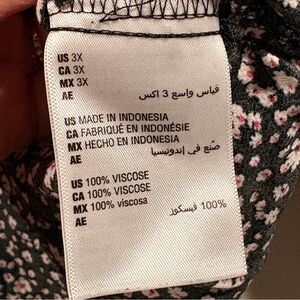 US 3X
CA 3X
MX 3X
AE قياس واسع 3 اكس
US MADE IN INDONESIA
CA FABRIQUÉ EN INDONÉSIE
MX HECHO EN INDONESIA
AE صنع في إندونيسيا
US 100% VISCOSE
CA 100% VISCOSE
MX 100% viscosa
AE 100% فيسكوز